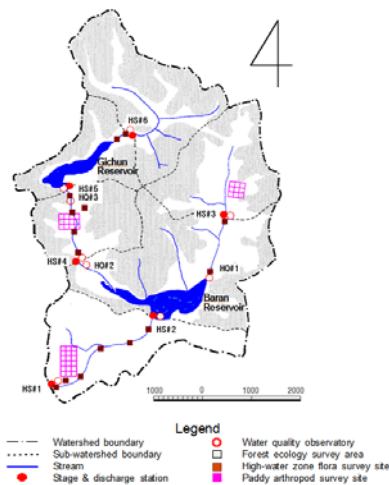 HS#6
Gichun
Reservoir
HS#5
HQ#3
HS#3
HS#4
HQ#2
HQ#1
Baran
Reservoir
HS#2
HS#1
1000 0 1000 2000
Legend
Watershed boundary
Sub-watershed boundary
Stream
Stage & discharge station
Water quality observatory
Forest ecology survey area
High-water zone flora survey site
Paddy arthropod survey site